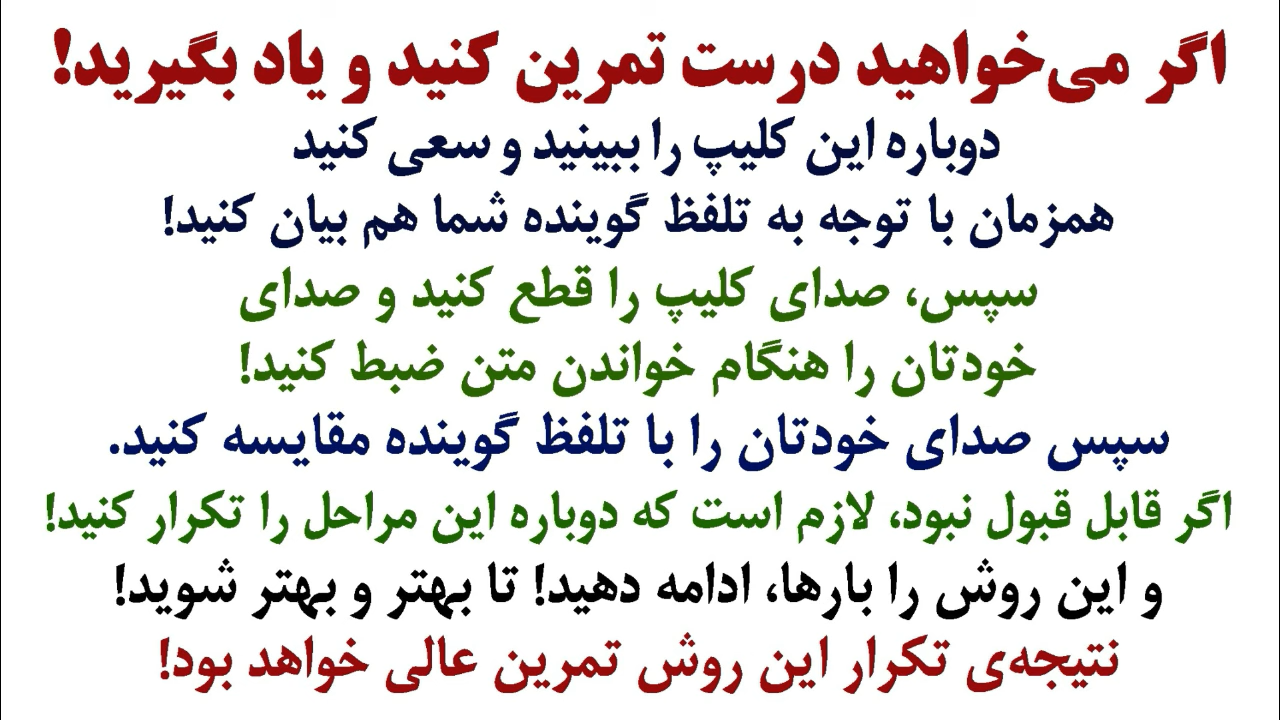 اگر می‌خواهید درست تمرین کنید و یاد بگیرید!
دوباره این کلیپ را ببینید و سعی کنید
همزمان با توجه به تلفظ گوینده شما هم بیان کنید!
سپس، صدای کلیپ را قطع کنید و صدای
خودتان را هنگام خواندن متن ضبط کنید!
سپس صدای خودتان را با تلفظ گوینده مقایسه کنید.
اگر قابل قبول نبود، لازم است که دوباره این مراحل را تکرار کنید!
و این روش را بارها، ادامه دهید! تا بهتر و بهتر شوید!
نتیجه‌ی تکرار این روش تمرین عالی خواهد بود!